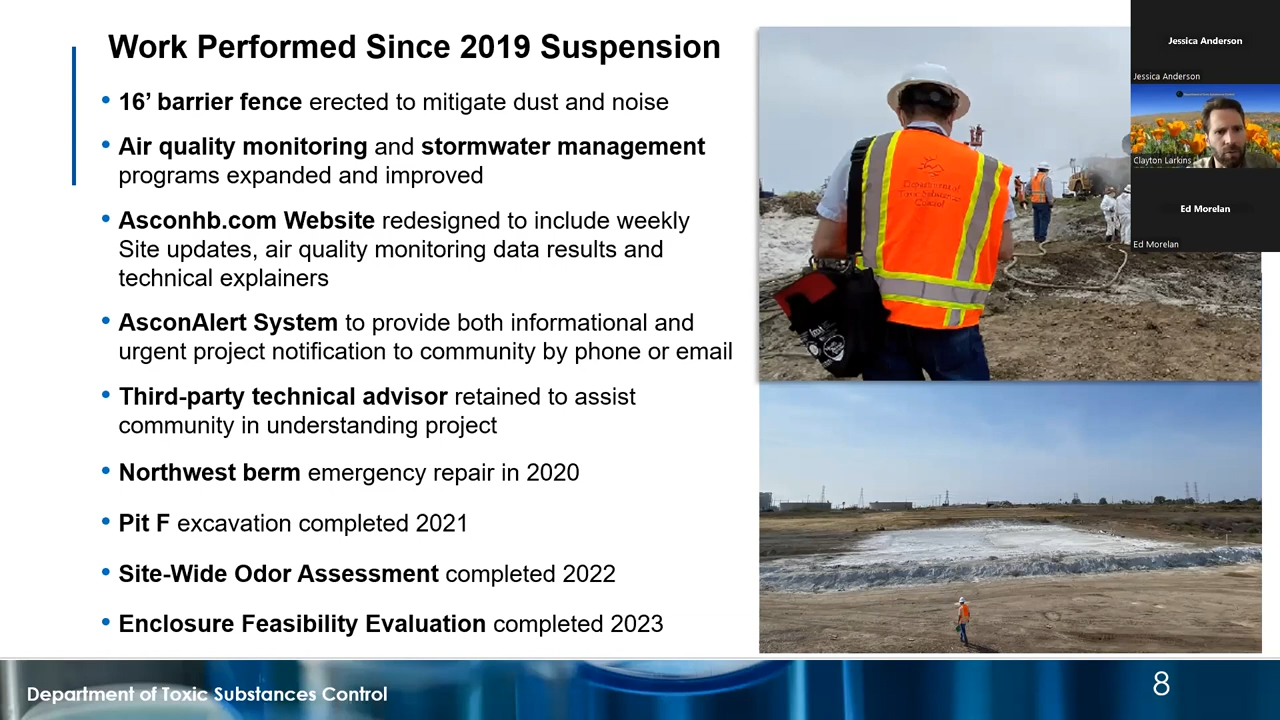 Work Performed Since 2019 Suspension
• 16’ barrier fence erected to mitigate dust and noise
• Air quality monitoring and stormwater management
programs expanded and improved
• Asconhb.com Website redesigned to include weekly
Site updates, air quality monitoring data results and
technical explainers
• AsconAlert System to provide both informational and
urgent project notification to community by phone or email
• Third-party technical advisor retained to assist
community in understanding project
• Northwest berm emergency repair in 2020
• Pit F excavation completed 2021
• Site-Wide Odor Assessment completed 2022
• Enclosure Feasibility Evaluation completed 2023
Department of
Toxic Substances
Control
Jessica Anderson
Jessica Anderson
Clayton Larkins
Ed Morelan
Ed Morelan
Department of Toxic Substances Control
8